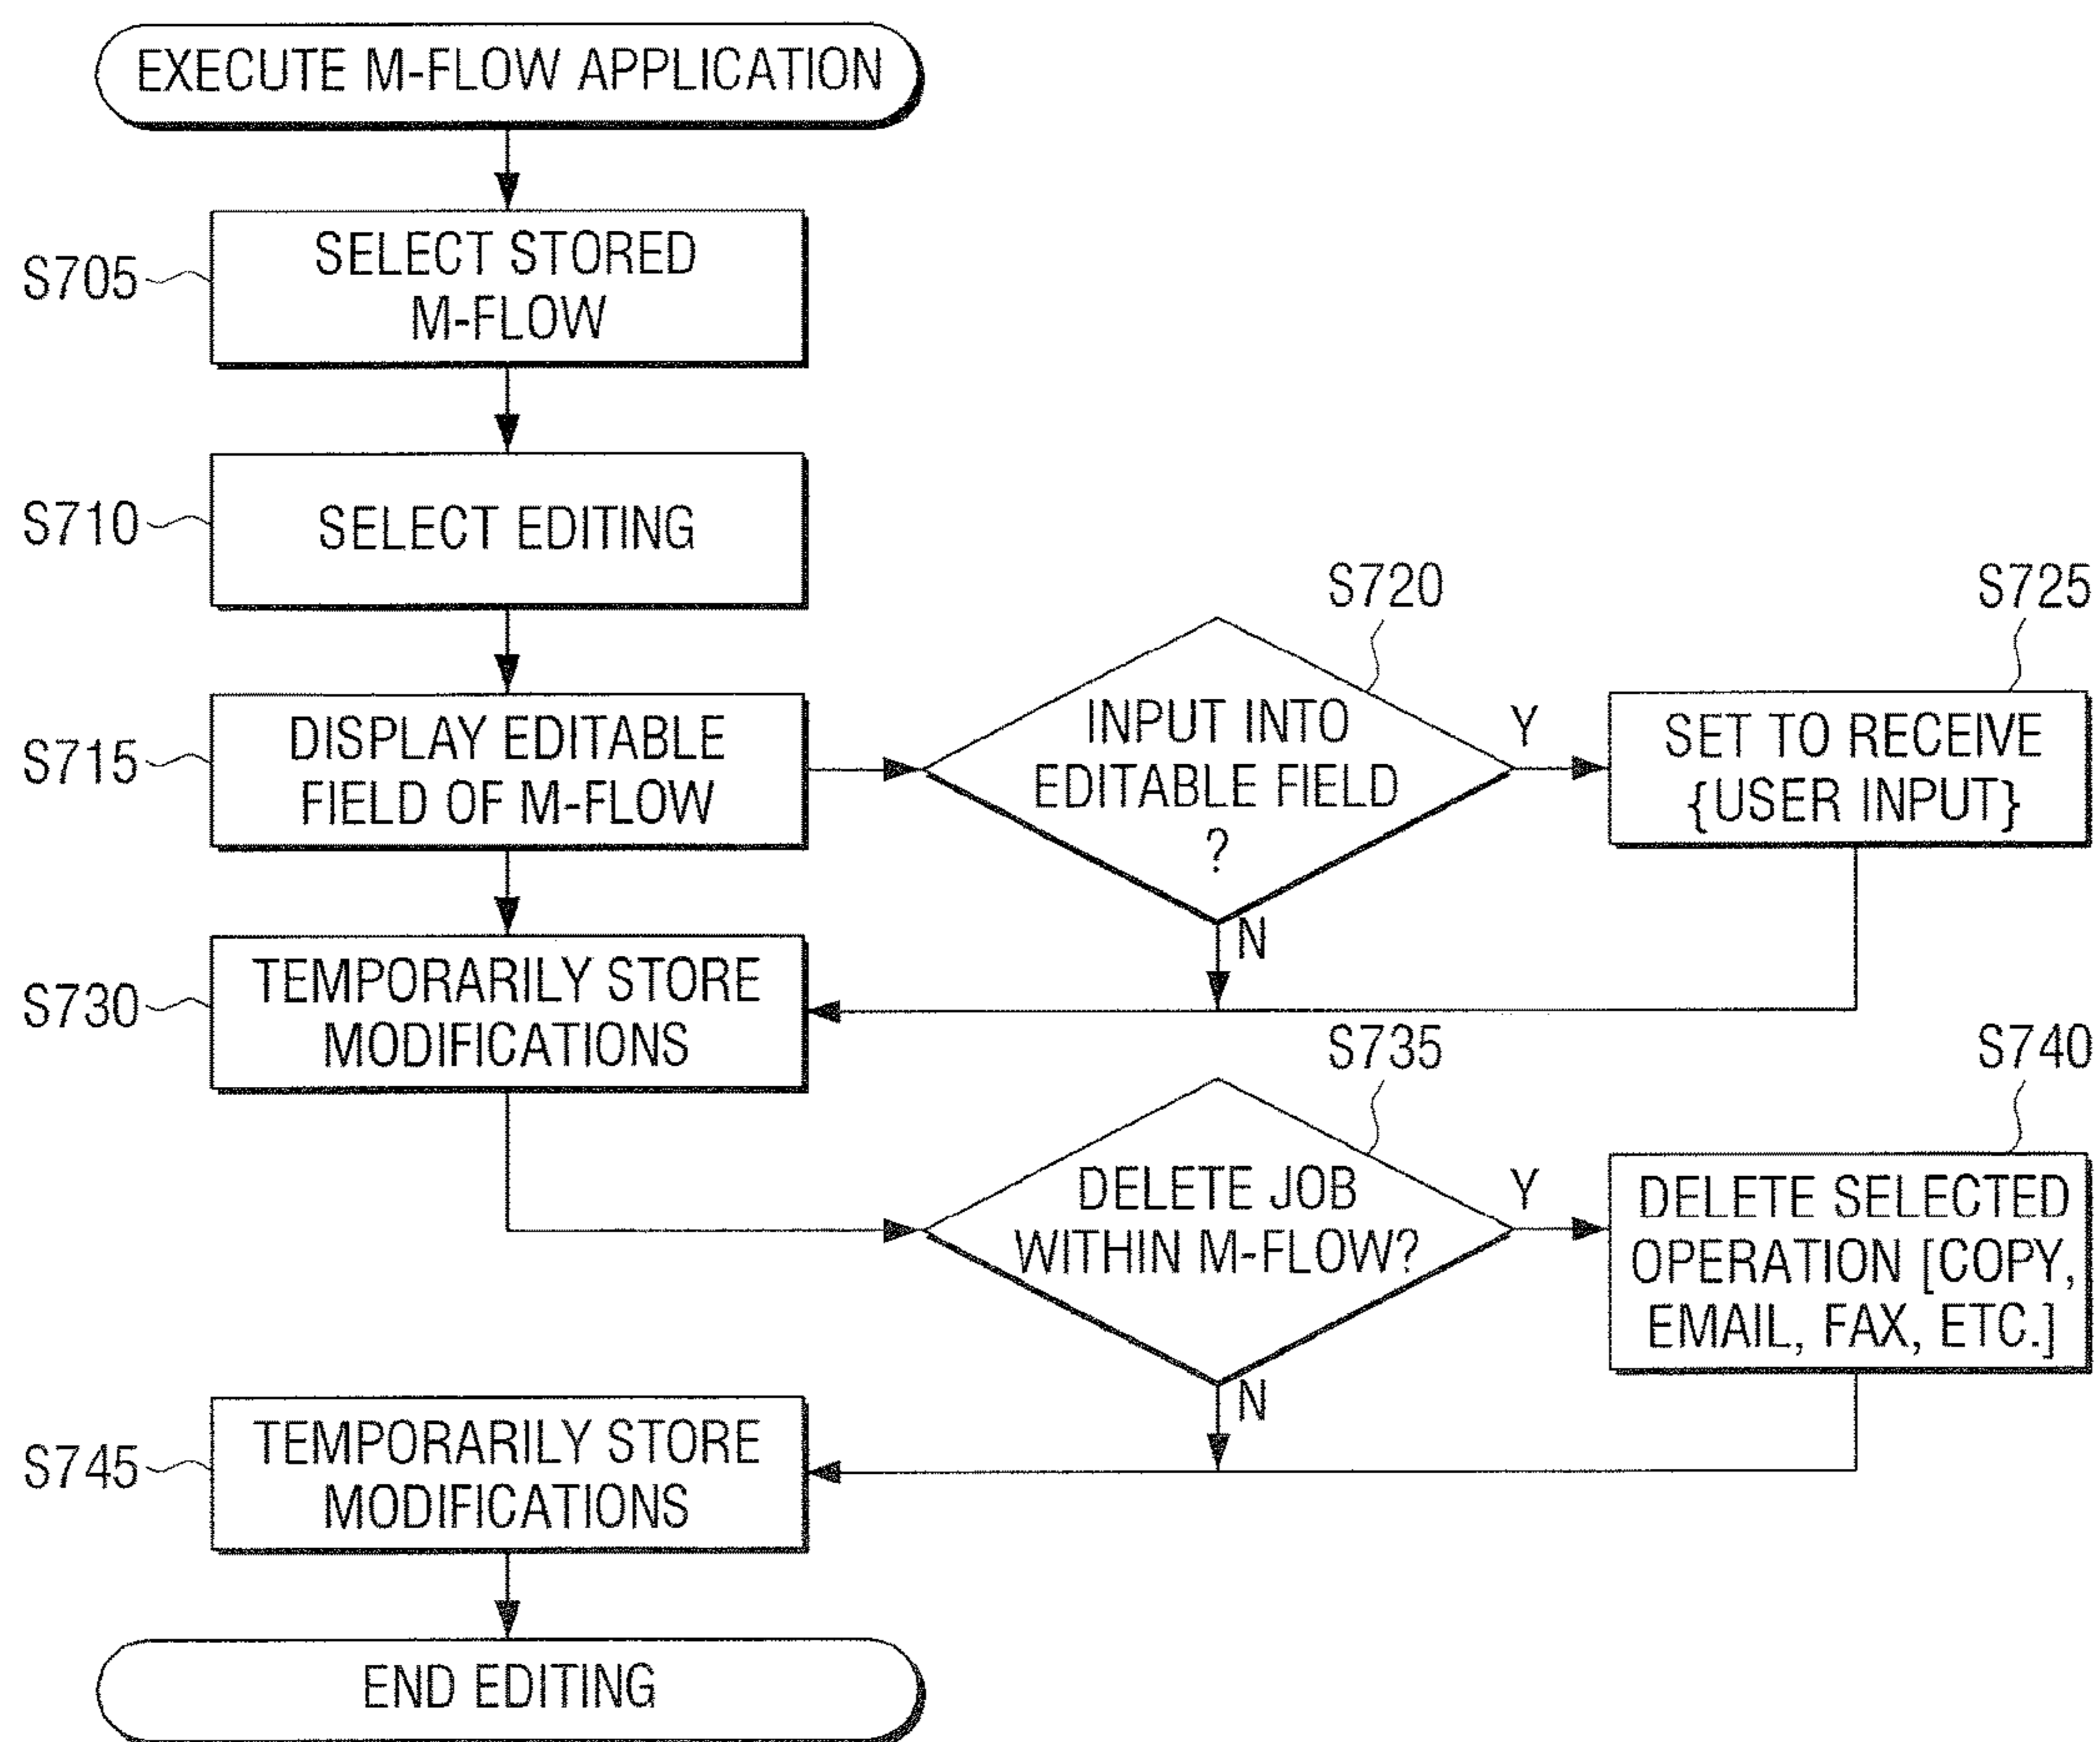 EXECUTE M-FLOW APPLICATION
S705
SELECT STORED
M-FLOW
S710
SELECT EDITING
S715
DISPLAY EDITABLE
FIELD OF M-FLOW
S720
INPUT INTO
EDITABLE FIELD
?
Y
N
S725
SET TO RECEIVE
{USER INPUT}
S730
TEMPORARILY STORE
MODIFICATIONS
S735
DELETE JOB
WITHIN M-FLOW?
Y
N
S740
DELETE SELECTED
OPERATION [COPY,
EMAIL, FAX, ETC.]
S745
TEMPORARILY STORE
MODIFICATIONS
END EDITING